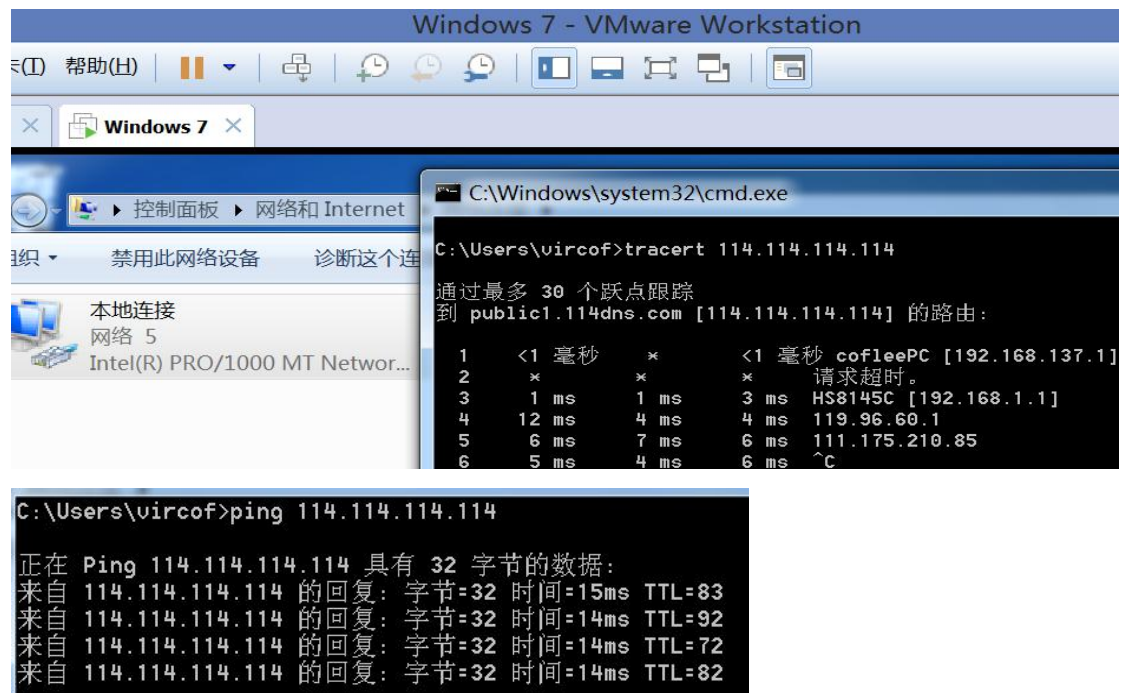 Windows 7 - VMware Workstation
(T) 帮助(H)
Windows 7
控制面板 网络和 Internet
禁用此网络设备 诊断这个连
本地连接
网络 5
Intel(R) PRO/1000 MT Networ...
C:\Windows\system32\cmd.exe
C:\Users\vircof>tracert 114.114.114.114
通过最多 30 个跃点跟踪
到 public1.114dns.com [114.114.114.114] 的路由:
1 <1 毫秒 * <1 毫秒 cofleePC [192.168.137.1]
2 * * * 请求超时。
3 1 ms 1 ms 3 ms HS8145C [192.168.1.1]
4 12 ms 4 ms 4 ms 119.96.60.1
5 6 ms 7 ms 6 ms 111.175.210.85
6 5 ms 4 ms 6 ms ^C
C:\Users\vircof>ping 114.114.114.114
正在 Ping 114.114.114.114 具有 32 字节的数据:
来自 114.114.114.114 的回复: 字节=32 时间=15ms TTL=83
来自 114.114.114.114 的回复: 字节=32 时间=14ms TTL=92
来自 114.114.114.114 的回复: 字节=32 时间=14ms TTL=72
来自 114.114.114.114 的回复: 字节=32 时间=14ms TTL=82